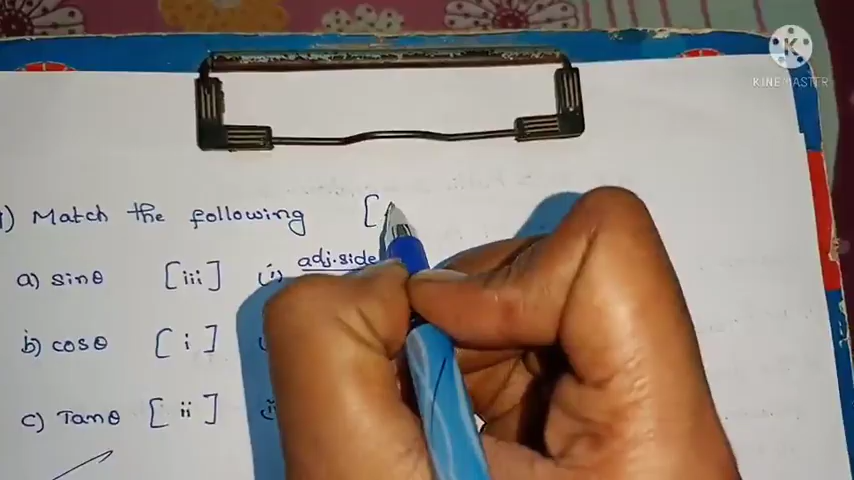 KINEMASTER
) Match the following [
a) sinθ [iii] (i) adj.side
b) cosθ [ i ]
c) Tanθ [ ii ]